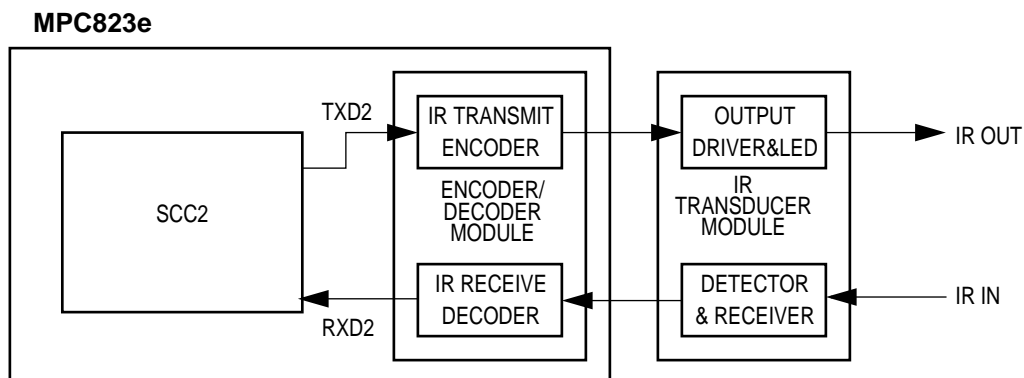 MPC823e
TXD2
IR TRANSMIT
ENCODER
OUTPUT
DRIVER&LED
IR OUT
SCC2
ENCODER/
DECODER
MODULE
IR
TRANSDUCER
MODULE
IR RECEIVE
DECODER
DETECTOR
& RECEIVER
IR IN
RXD2